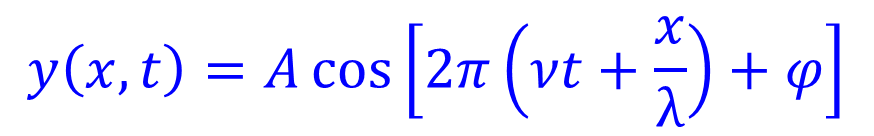 y(x, t) = A cos [2π (νt + x/λ) + φ]